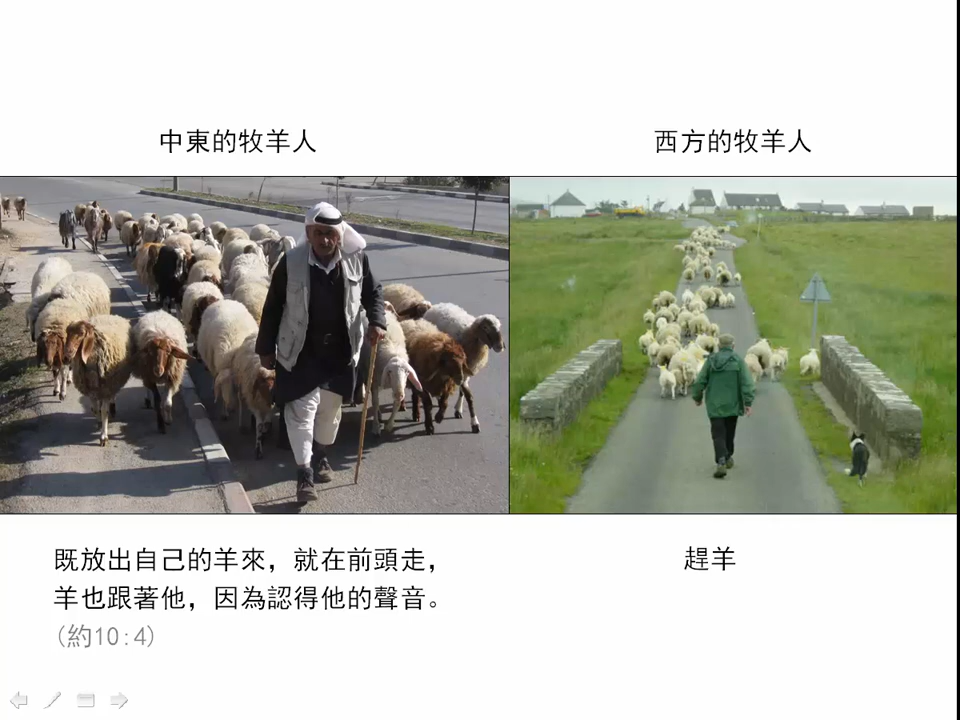 中東的牧羊人
西方的牧羊人
既放出自己的羊來，就在前頭走，
羊也跟著他，因為認得他的聲音。
(約10:4)
趕羊